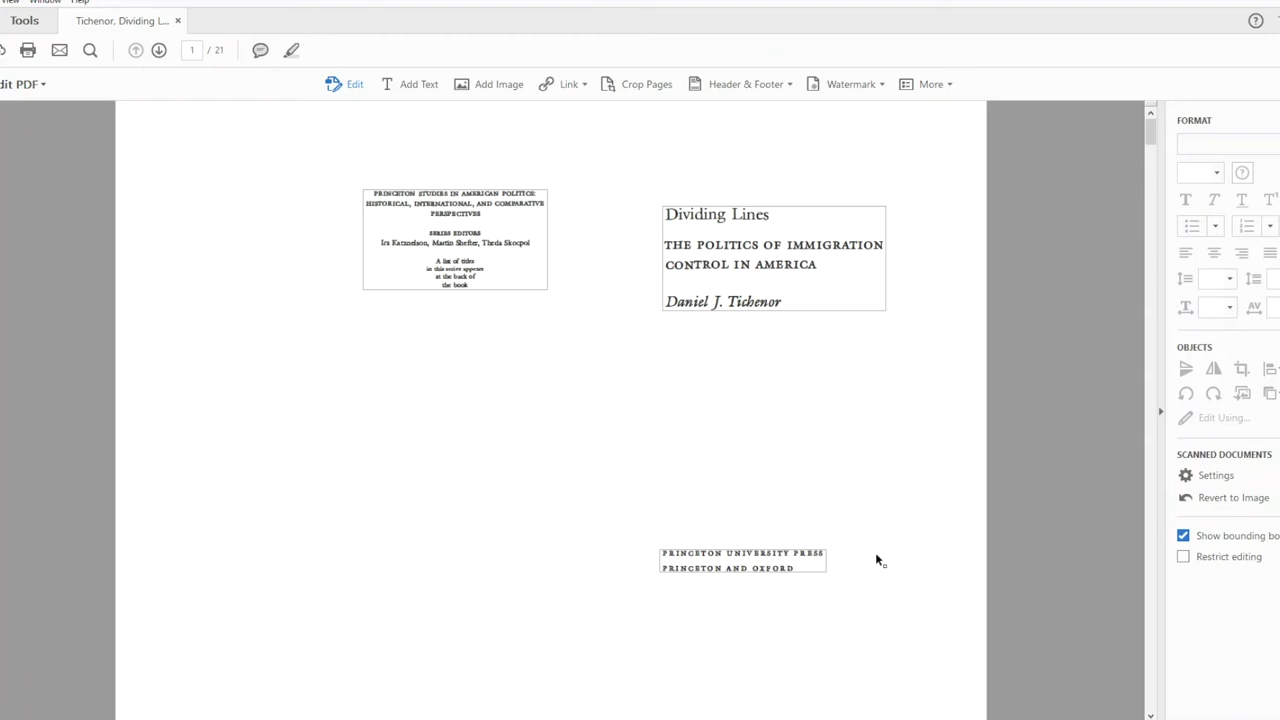 View Window Help
Tools
Tichenor, Dividing L... ×
1 / 21
Edit
Add Text
Add Image
Link
Crop Pages
Header & Footer
Watermark
More
dit PDF
PRINCETON STUDIES IN AMERICAN POLITICS:
HISTORICAL, INTERNATIONAL, AND COMPARATIVE
PERSPECTIVES
SERIES EDITORS
Ira Katznelson, Martin Shefter, Theda Skocpol
A list of titles
in this series appears
at the back of
the book
Dividing Lines
THE POLITICS OF IMMIGRATION
CONTROL IN AMERICA
Daniel J. Tichenor
PRINCETON UNIVERSITY PRESS
PRINCETON AND OXFORD
FORMAT
OBJECTS
Edit Using...
SCANNED DOCUMENTS
Settings
Revert to Image
Show bounding bo
Restrict editing